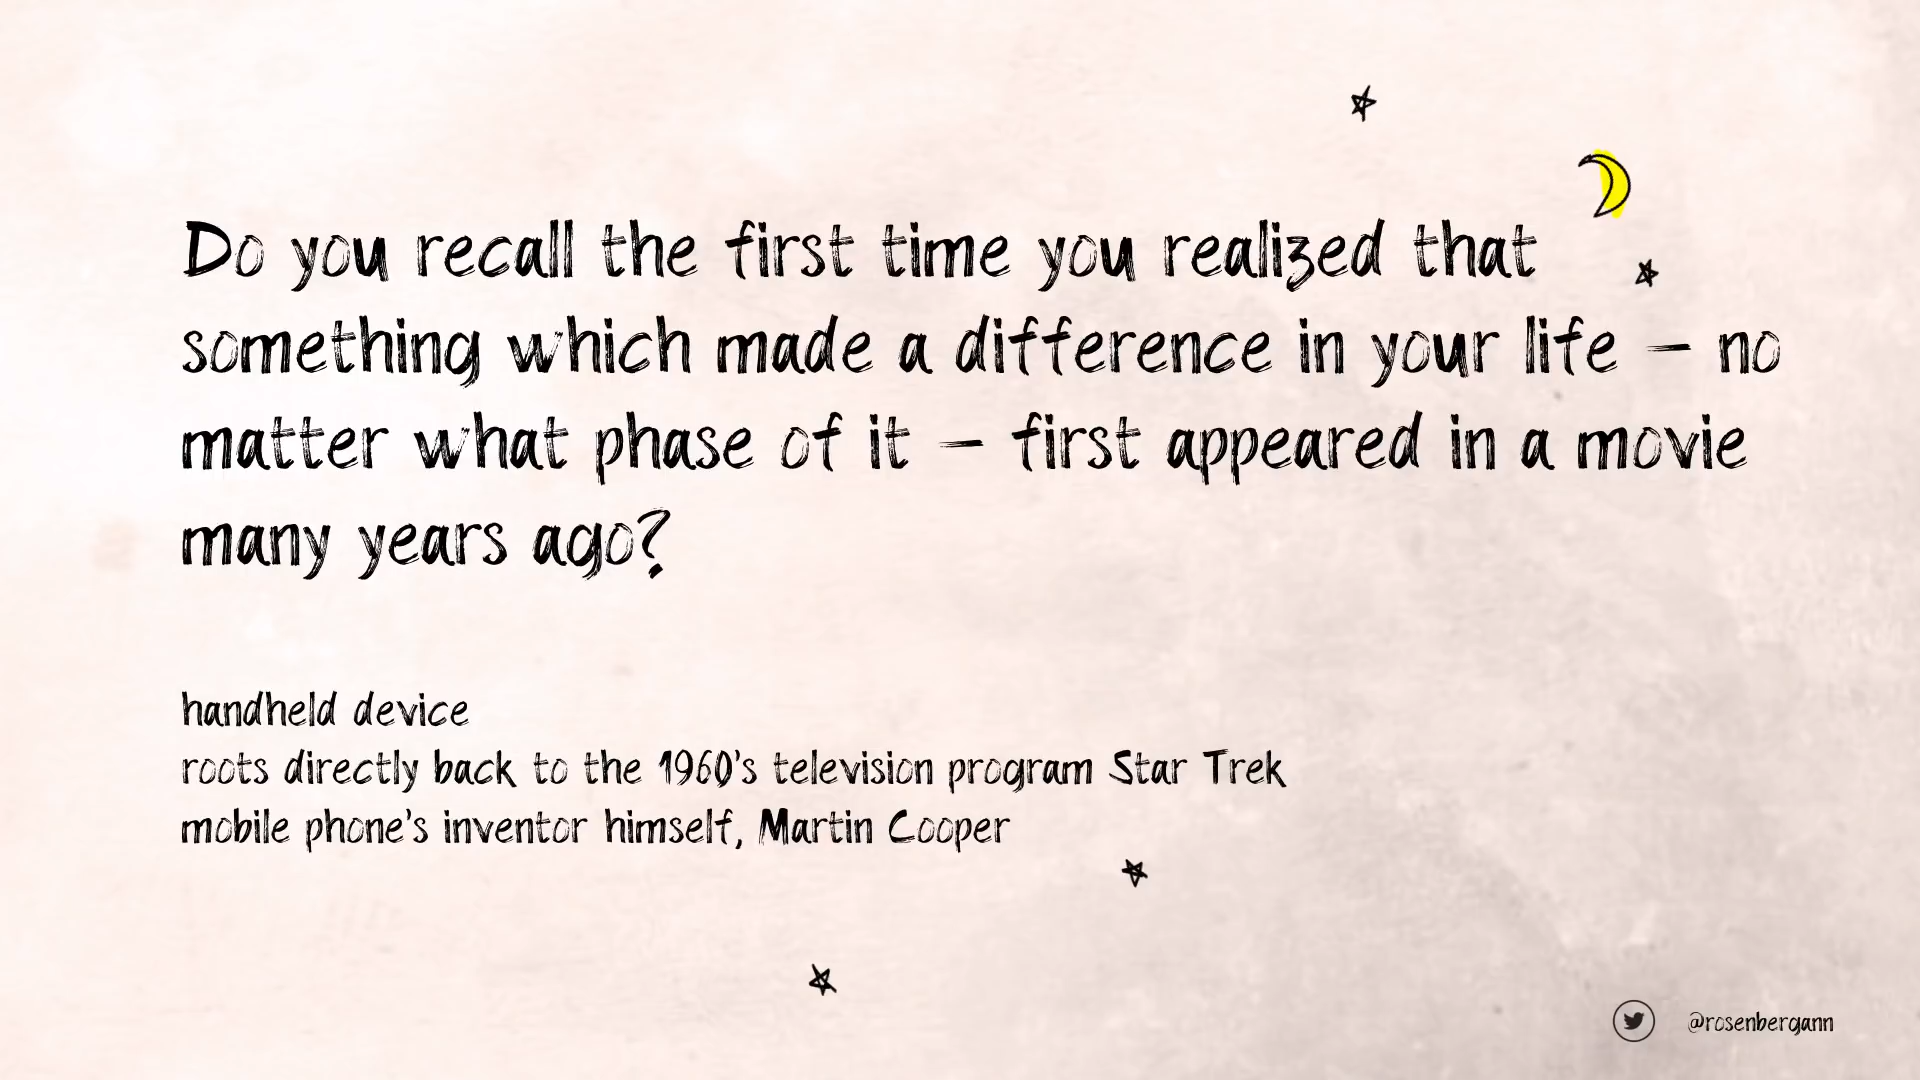 Do you recall the first time you realized that
something which made a difference in your life – no
matter what phase of it – first appeared in a movie
many years ago?
handheld device
roots directly back to the 1960's television program Star Trek
mobile phone's inventor himself, Martin Cooper
@rosenbergann